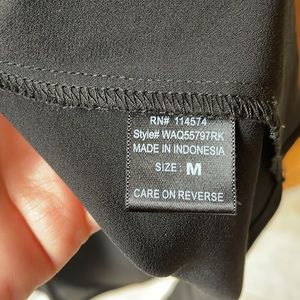 RN# 114574
Style# WAQ55797RK
MADE IN INDONESIA
SIZE: M
CARE ON REVERSE